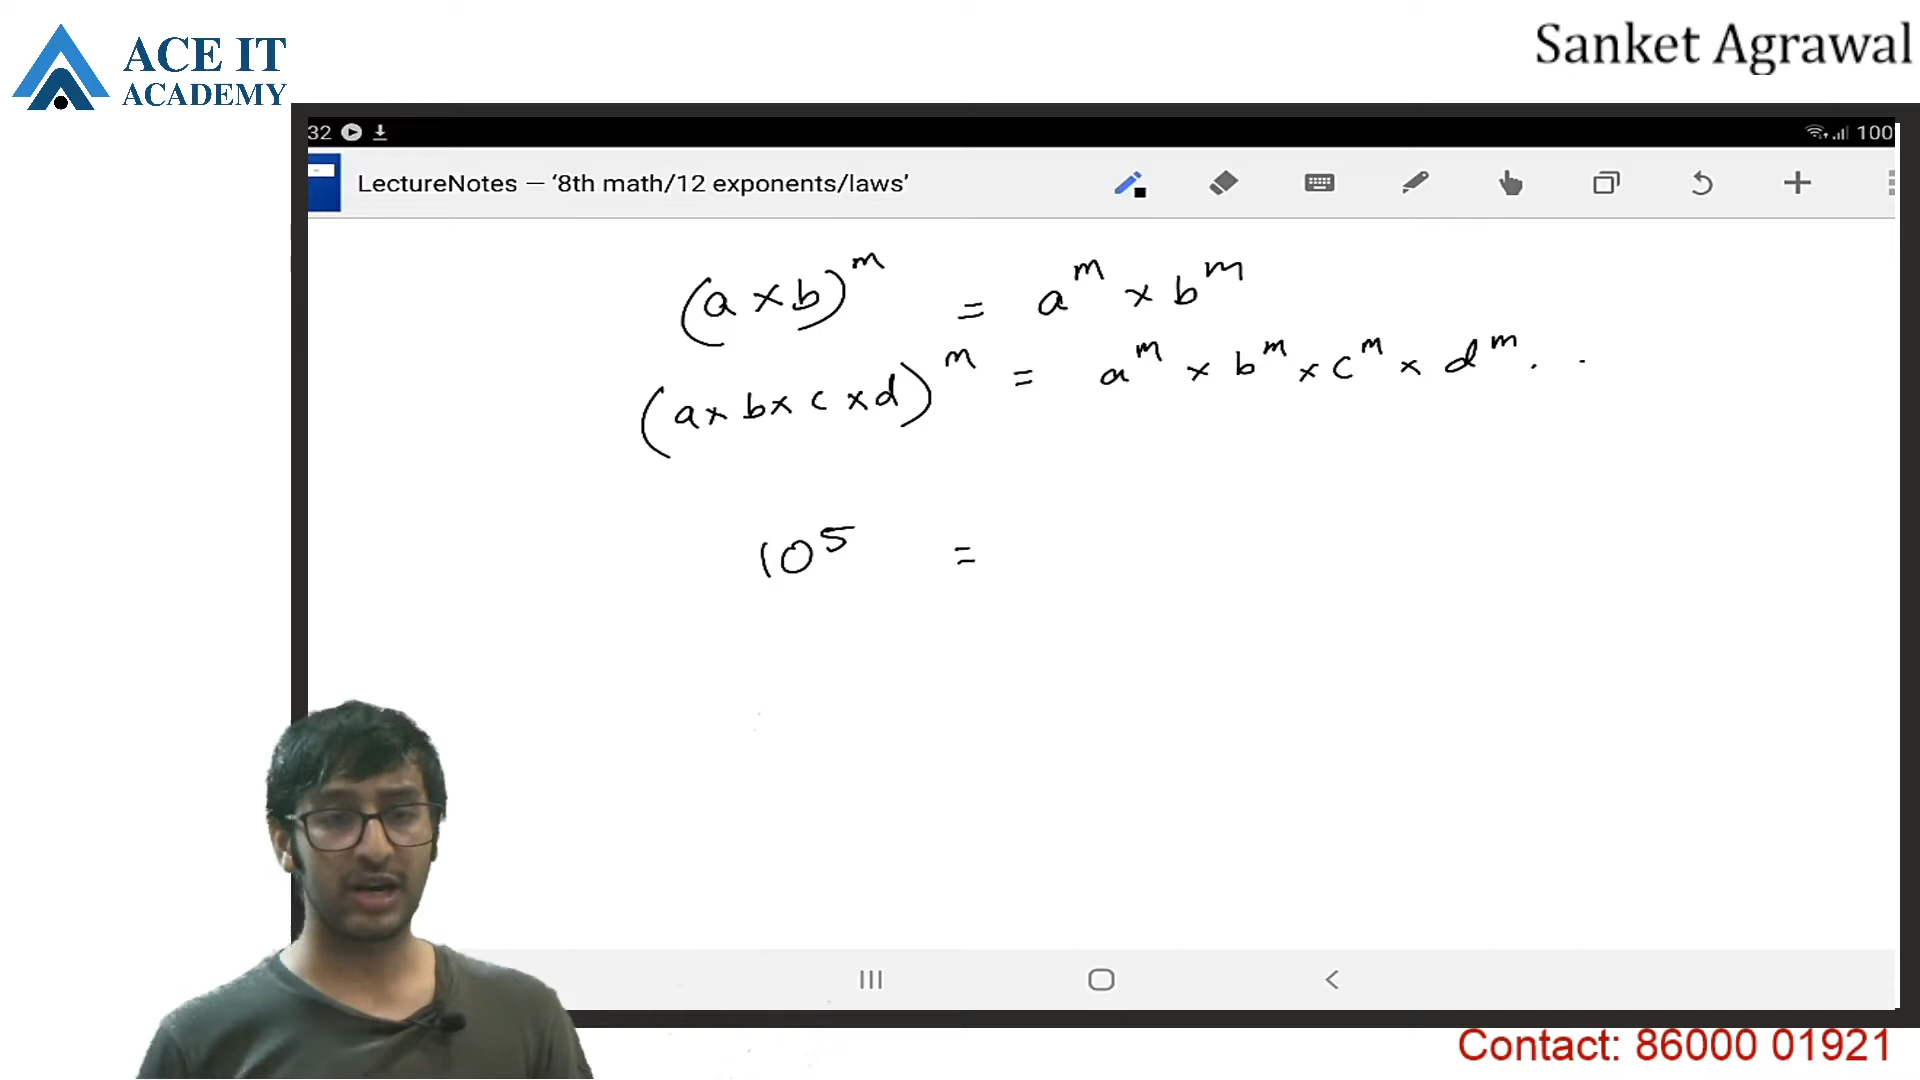 ACE IT
ACADEMY
Sanket Agrawal
32
100
LectureNotes — ‘8th math/12 exponents/laws’
(a × b)^m = a^m × b^m
(a × b × c × d)^m = a^m × b^m × c^m × d^m . .
10^5 =
Contact: 86000 01921